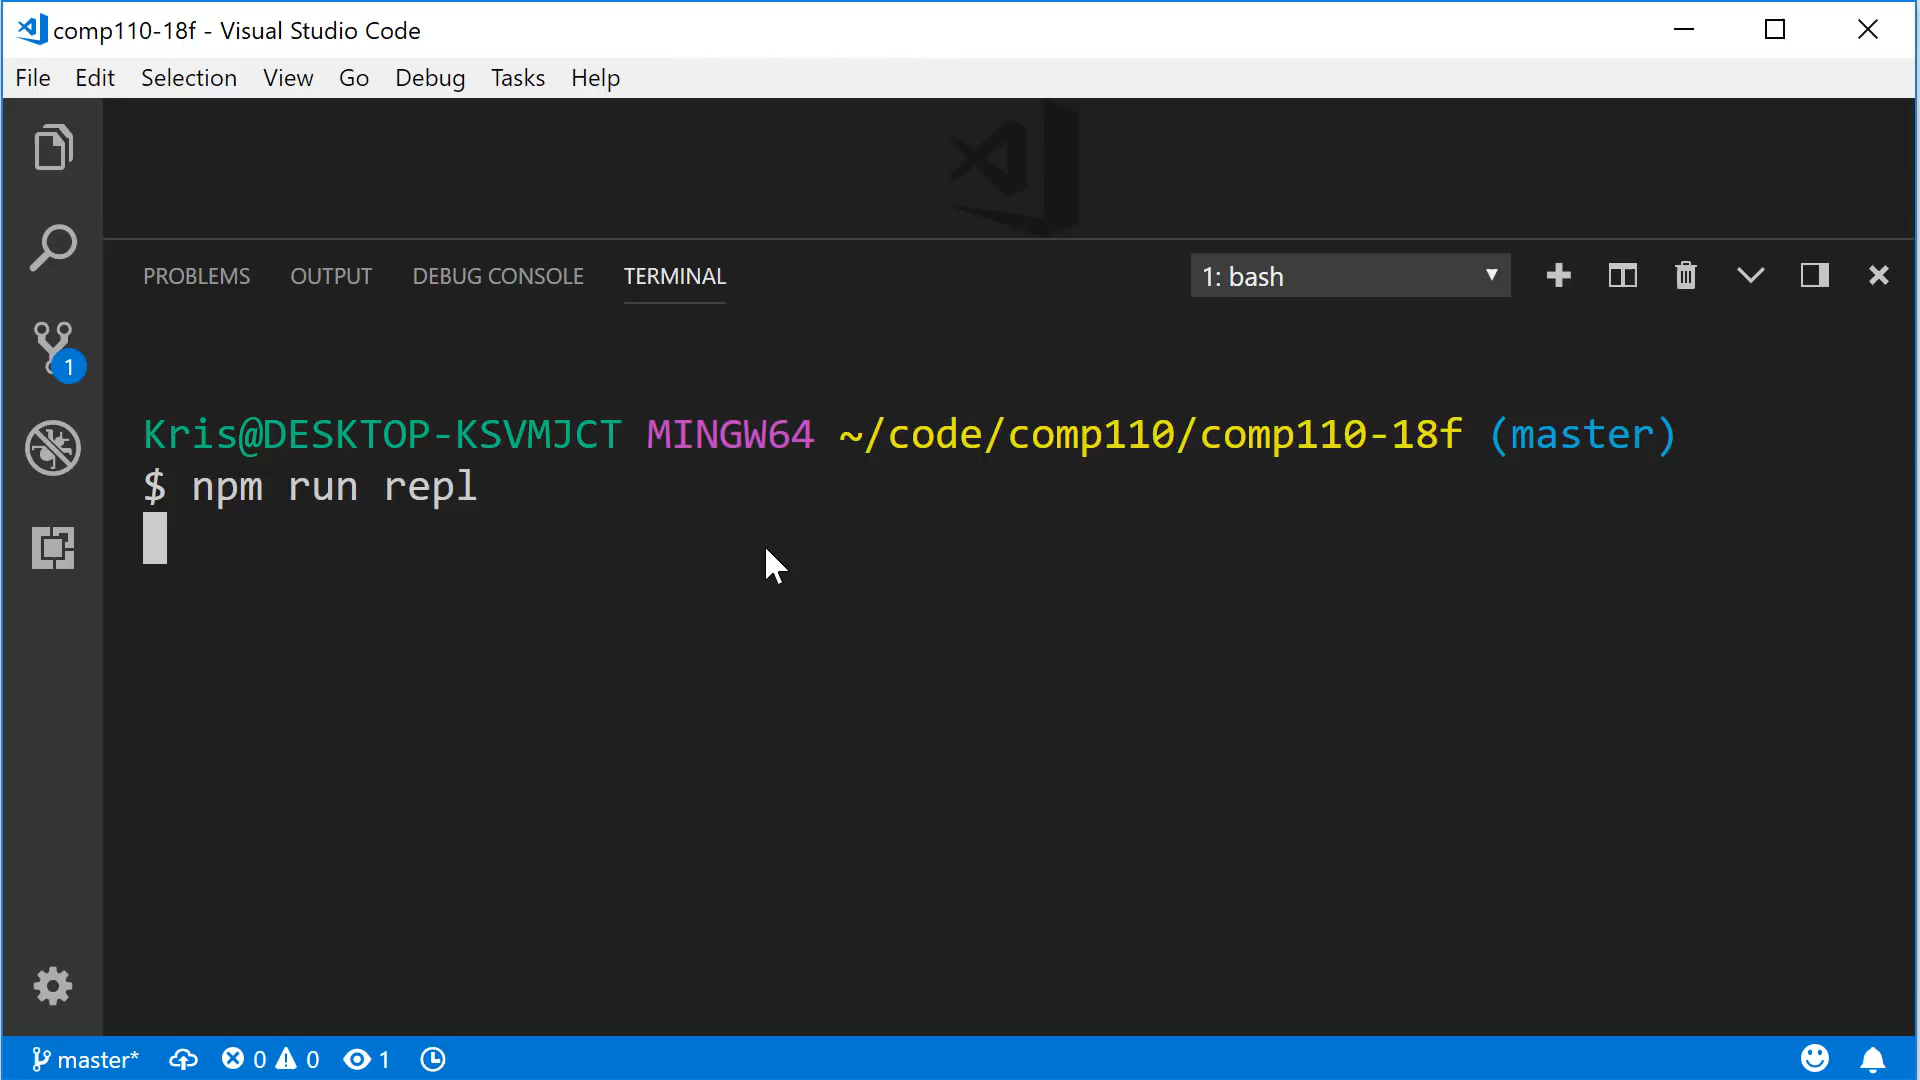 comp110-18f - Visual Studio Code
File Edit Selection View Go Debug Tasks Help
PROBLEMS OUTPUT DEBUG CONSOLE TERMINAL 1: bash
1
Kris@DESKTOP-KSVMJCT MINGW64 ~/code/comp110/comp110-18f (master)
$ npm run repl
master* 0 0 1